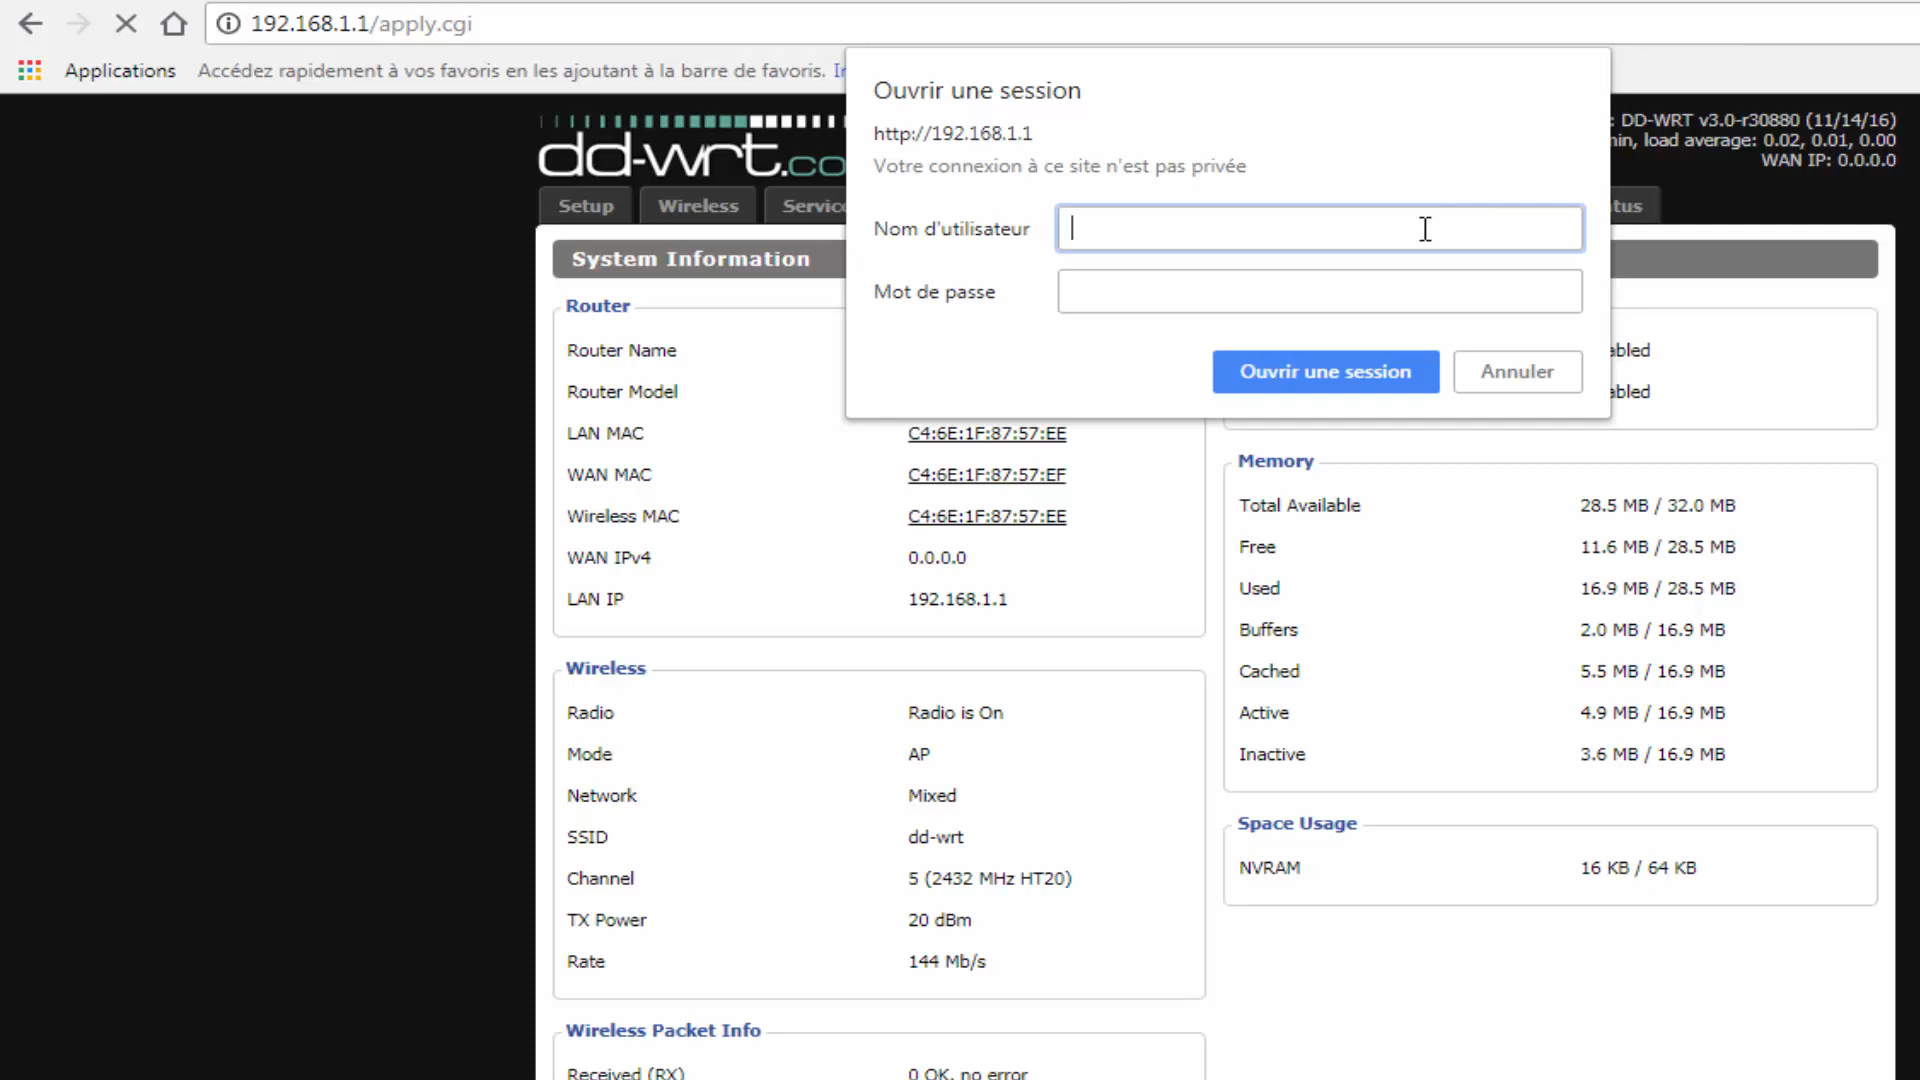 192.168.1.1/apply.cgi
Applications Accédez rapidement à vos favoris en les ajoutant à la barre de favoris.
Ouvrir une session
http://192.168.1.1
Votre connexion à ce site n'est pas privée
Nom d'utilisateur
Mot de passe
Ouvrir une session Annuler
dd-wrt.co
: DD-WRT v3.0-r30880 (11/14/16)
min, load average: 0.02, 0.01, 0.00
WAN IP: 0.0.0.0
Setup Wireless Servic tus
System Information
Router
Router Name
Router Model
LAN MAC C4:6E:1F:87:57:EE
WAN MAC C4:6E:1F:87:57:EF
Wireless MAC C4:6E:1F:87:57:EE
WAN IPv4 0.0.0.0
LAN IP 192.168.1.1
Wireless
Radio Radio is On
Mode AP
Network Mixed
SSID dd-wrt
Channel 5 (2432 MHz HT20)
TX Power 20 dBm
Rate 144 Mb/s
Wireless Packet Info
Received (RX) 0 OK, no error
abled
abled
Memory
Total Available 28.5 MB / 32.0 MB
Free 11.6 MB / 28.5 MB
Used 16.9 MB / 28.5 MB
Buffers 2.0 MB / 16.9 MB
Cached 5.5 MB / 16.9 MB
Active 4.9 MB / 16.9 MB
Inactive 3.6 MB / 16.9 MB
Space Usage
NVRAM 16 KB / 64 KB